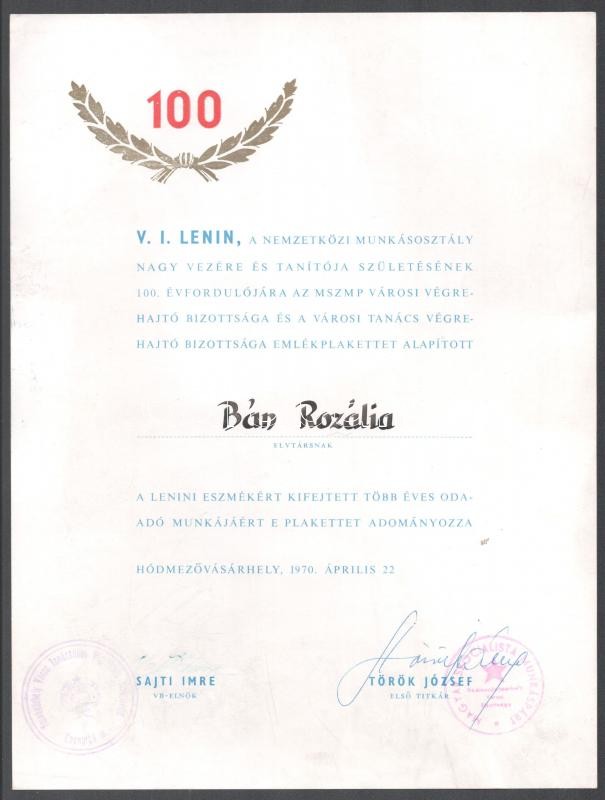 100
V. I. LENIN, A NEMZETKÖZI MUNKÁSOSZTÁLY
NAGY VEZÉRE ÉS TANÍTÓJA SZÜLETÉSÉNEK
100. ÉVFORDULÓJÁRA AZ MSZMP VÁROSI VÉGRE-
HAJTÓ BIZOTTSÁGA ÉS A VÁROSI TANÁCS VÉGRE-
HAJTÓ BIZOTTSÁGA EMLÉKPLAKETTET ALAPÍTOTT
Bán Rozália
ELVTÁRSNAK
A LENINI ESZMÉKÉRT KIFEJTETT TÖBB ÉVES ODA-
ADÓ MUNKÁJÁÉRT E PLAKETTET ADOMÁNYOZZA
HÓDMEZŐVÁSÁRHELY, 1970. ÁPRILIS 22
SAJTI IMRE
VB-ELNÖK
TÖRÖK JÓZSEF
ELSŐ TITKÁR